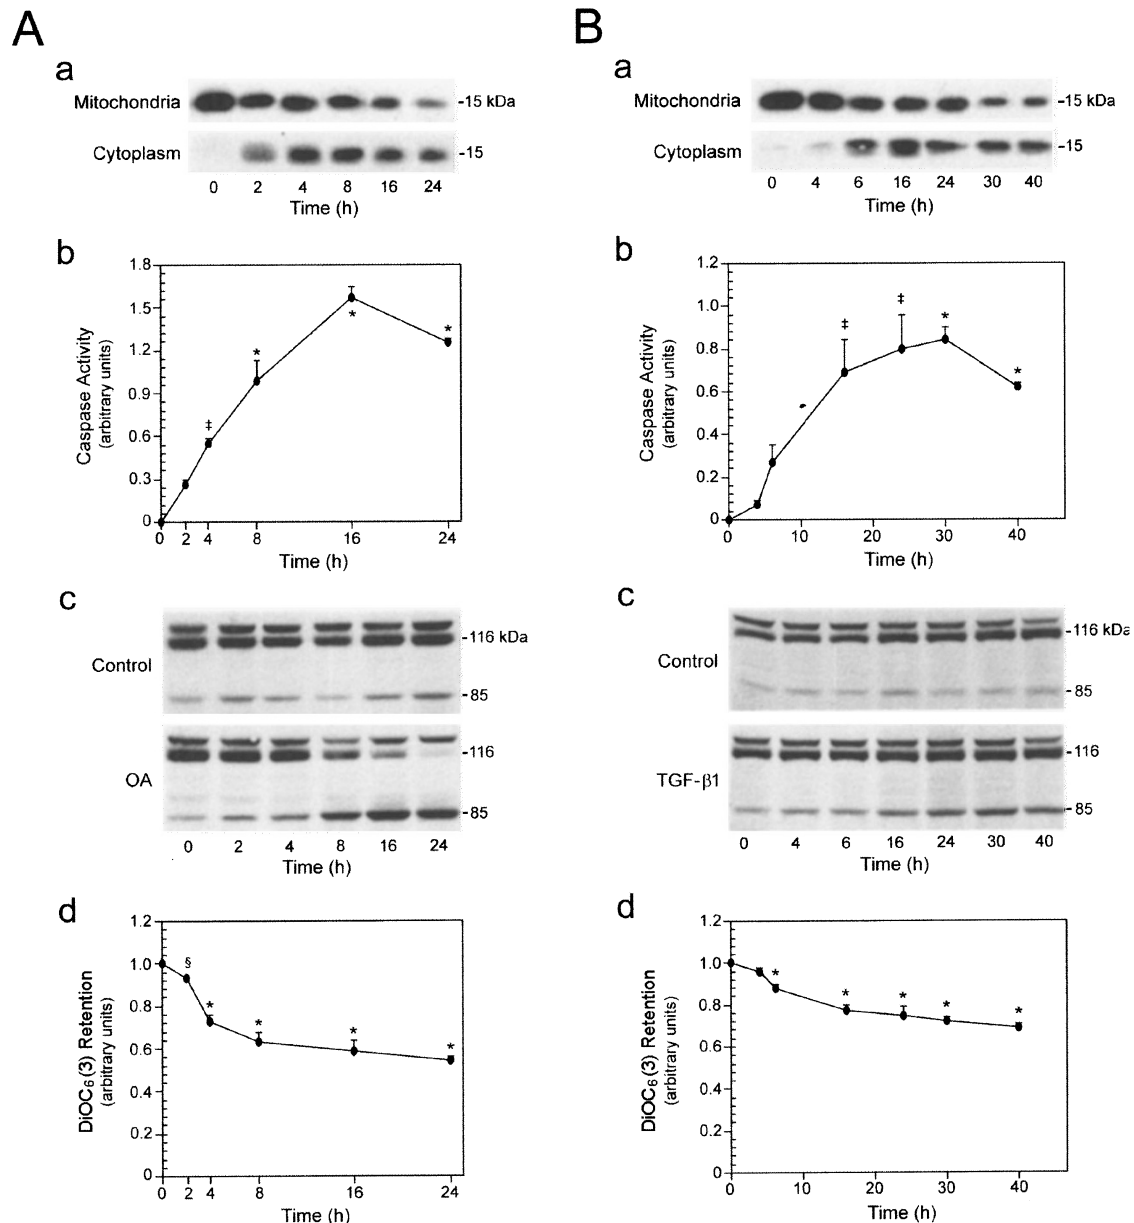 A
a
Mitochondria
-15 kDa
Cytoplasm
-15
0 2 4 8 16 24
Time (h)
b
1.8
1.5
1.2
0.9
0.6
0.3
0
Caspase Activity
(arbitrary units)
‡
*
*
*
0 2 4 8 16 24
Time (h)
c
Control
-116 kDa
-85
OA
-116
-85
0 2 4 8 16 24
Time (h)
d
1.2
1.0
0.8
0.6
0.4
0.2
0
DiOC6(3) Retention
(arbitrary units)
§
*
*
*
*
0 2 4 8 16 24
Time (h)
B
a
Mitochondria
-15 kDa
Cytoplasm
-15
0 4 6 16 24 30 40
Time (h)
b
1.2
1.0
0.8
0.6
0.4
0.2
0
Caspase Activity
(arbitrary units)
‡
‡
*
*
0 10 20 30 40
Time (h)
c
Control
-116 kDa
-85
TGF-β1
-116
-85
0 4 6 16 24 30 40
Time (h)
d
1.2
1.0
0.8
0.6
0.4
0.2
0
DiOC6(3) Retention
(arbitrary units)
*
*
*
*
*
0 10 20 30 40
Time (h)